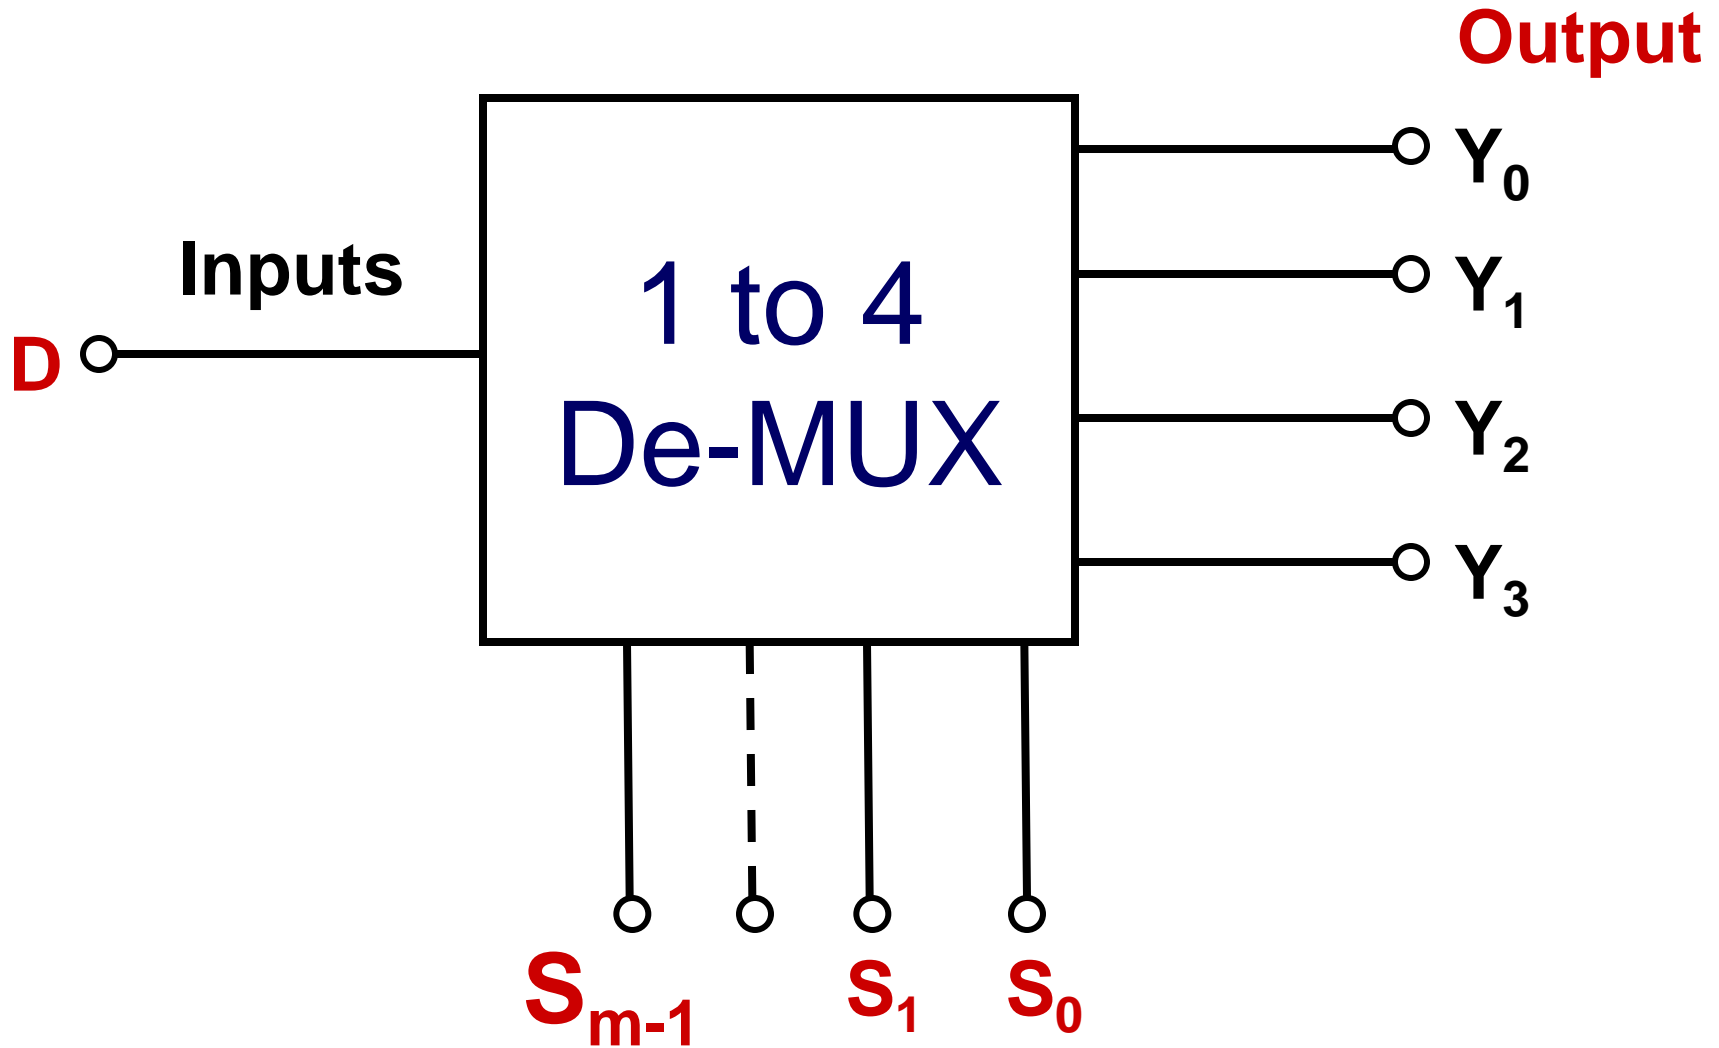 Output
Y0
Inputs
1 to 4
Y1
D
De-MUX
Y2
Y3
Sm-1
S1
S0